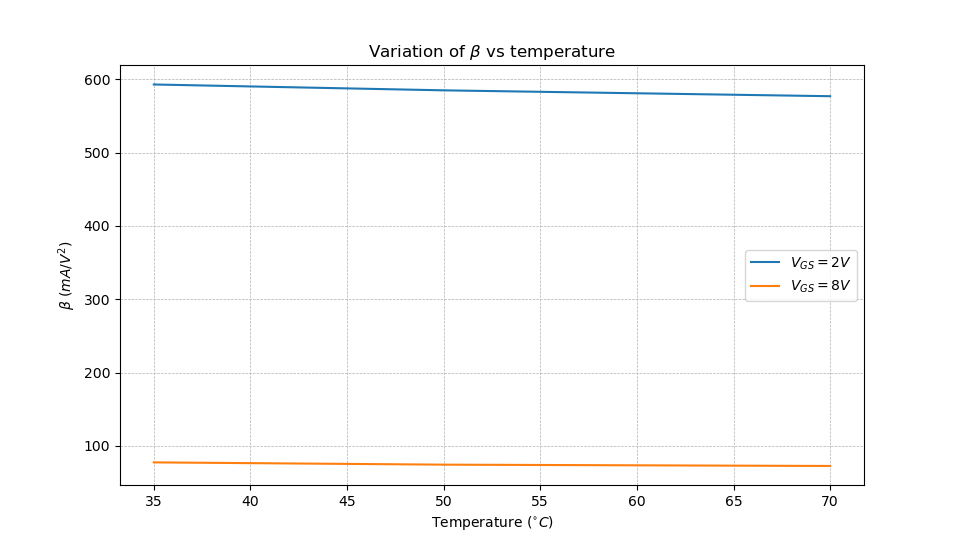 Variation of β vs temperature
600
500
400
300
200
100
β (mA/V²)
V_GS = 2V
V_GS = 8V
35 40 45 50 55 60 65 70
Temperature (°C)